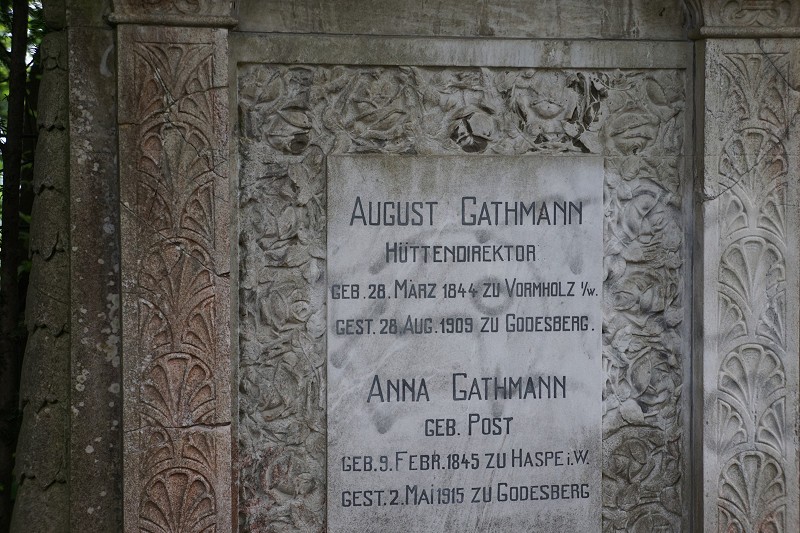 AUGUST GATHMANN
HÜTTENDIREKTOR
GEB. 28. MÄRZ 1844 ZU VORMHOLZ I/W.
GEST. 28. AUG. 1909 ZU GODESBERG.
ANNA GATHMANN
GEB. POST
GEB. 9. FEBR. 1845 ZU HASPE i.W.
GEST. 2. MAI 1915 ZU GODESBERG